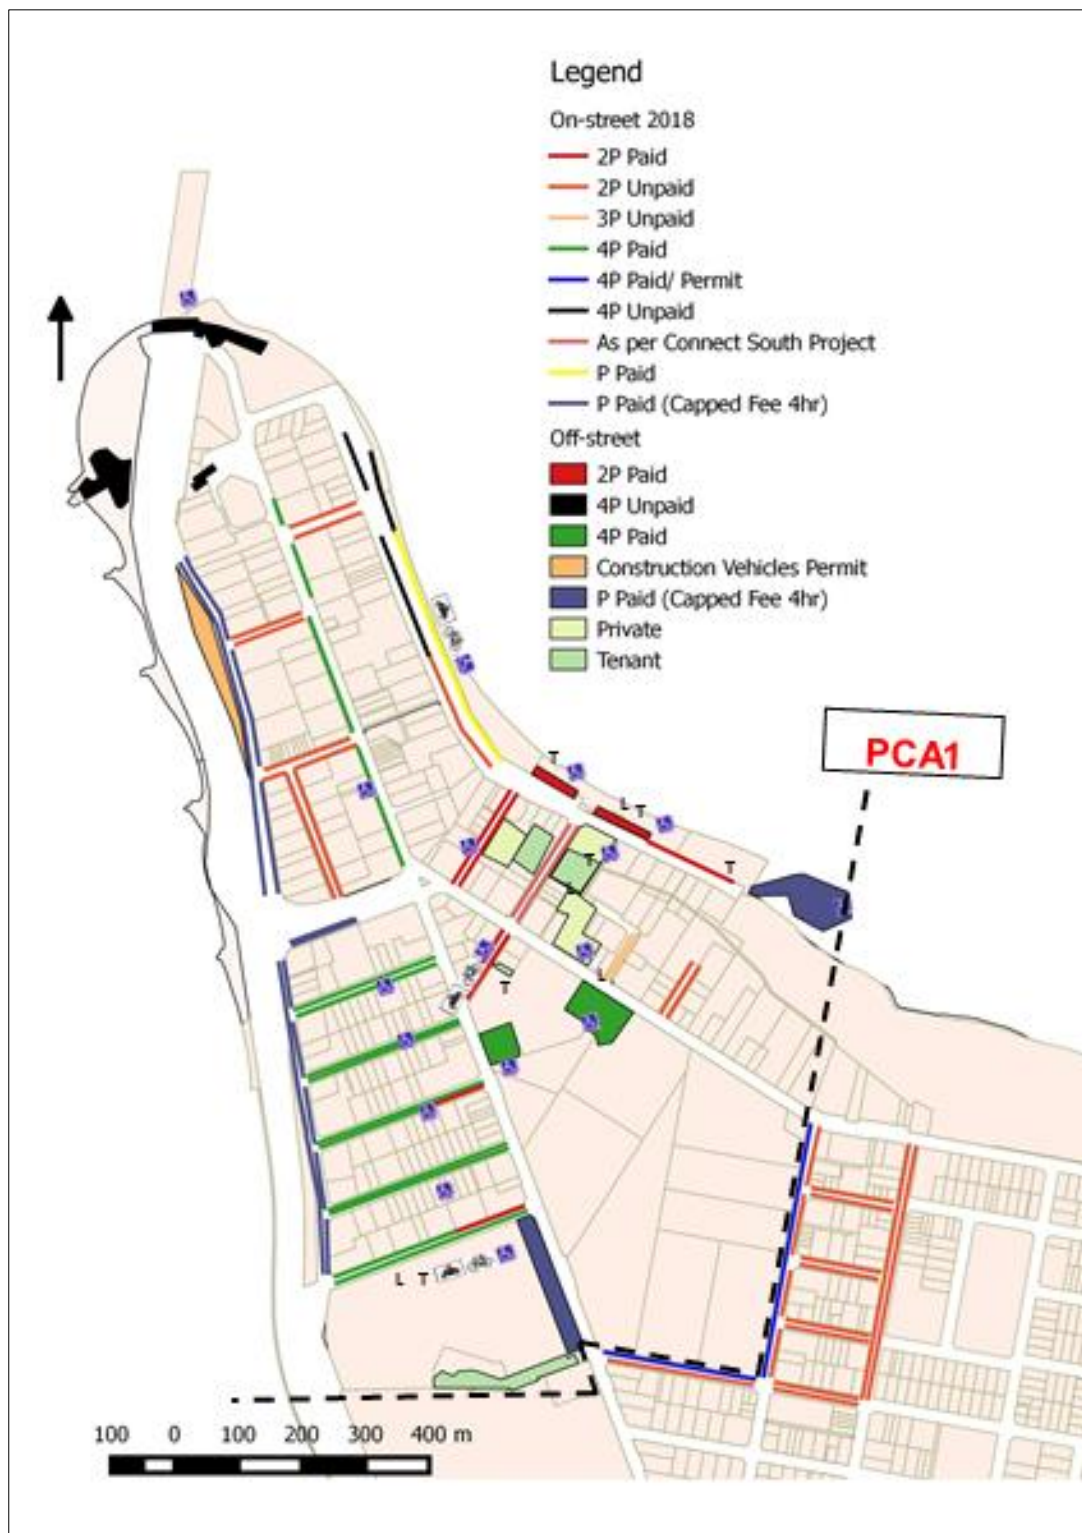 Legend
On-street 2018
2P Paid
2P Unpaid
3P Unpaid
4P Paid
4P Paid/ Permit
4P Unpaid
As per Connect South Project
P Paid
P Paid (Capped Fee 4hr)
Off-street
2P Paid
4P Unpaid
4P Paid
Construction Vehicles Permit
P Paid (Capped Fee 4hr)
Private
Tenant
PCA1
T
L T
T
T
L
T
L T
100 0 100 200 300 400 m